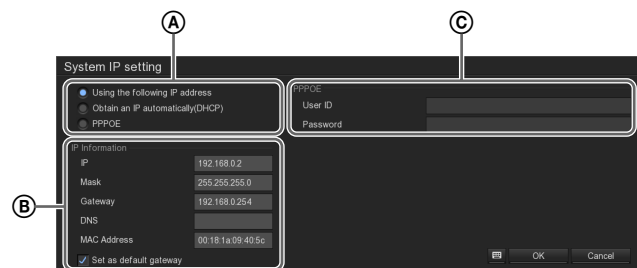 A
C
System IP setting
Using the following IP address
Obtain an IP automatically(DHCP)
PPPOE
PPPOE
User ID
Password
B
IP Information
IP 192.168.0.2
Mask 255.255.255.0
Gateway 192.168.0.254
DNS
MAC Address 00:18:1a:09:40:5c
Set as default gateway
OK Cancel